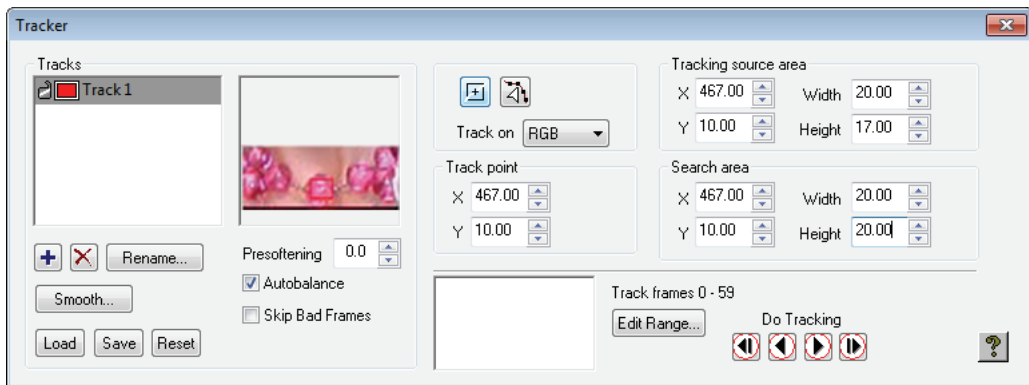 Tracker
Tracks
Track 1
Presoftening 0.0
Autobalance
Skip Bad Frames
Rename...
Smooth...
Load Save Reset
Track on RGB
Track point
X 467.00
Y 10.00
Tracking source area
X 467.00 Width 20.00
Y 10.00 Height 17.00
Search area
X 467.00 Width 20.00
Y 10.00 Height 20.00
Track frames 0 - 59
Edit Range...
Do Tracking
?